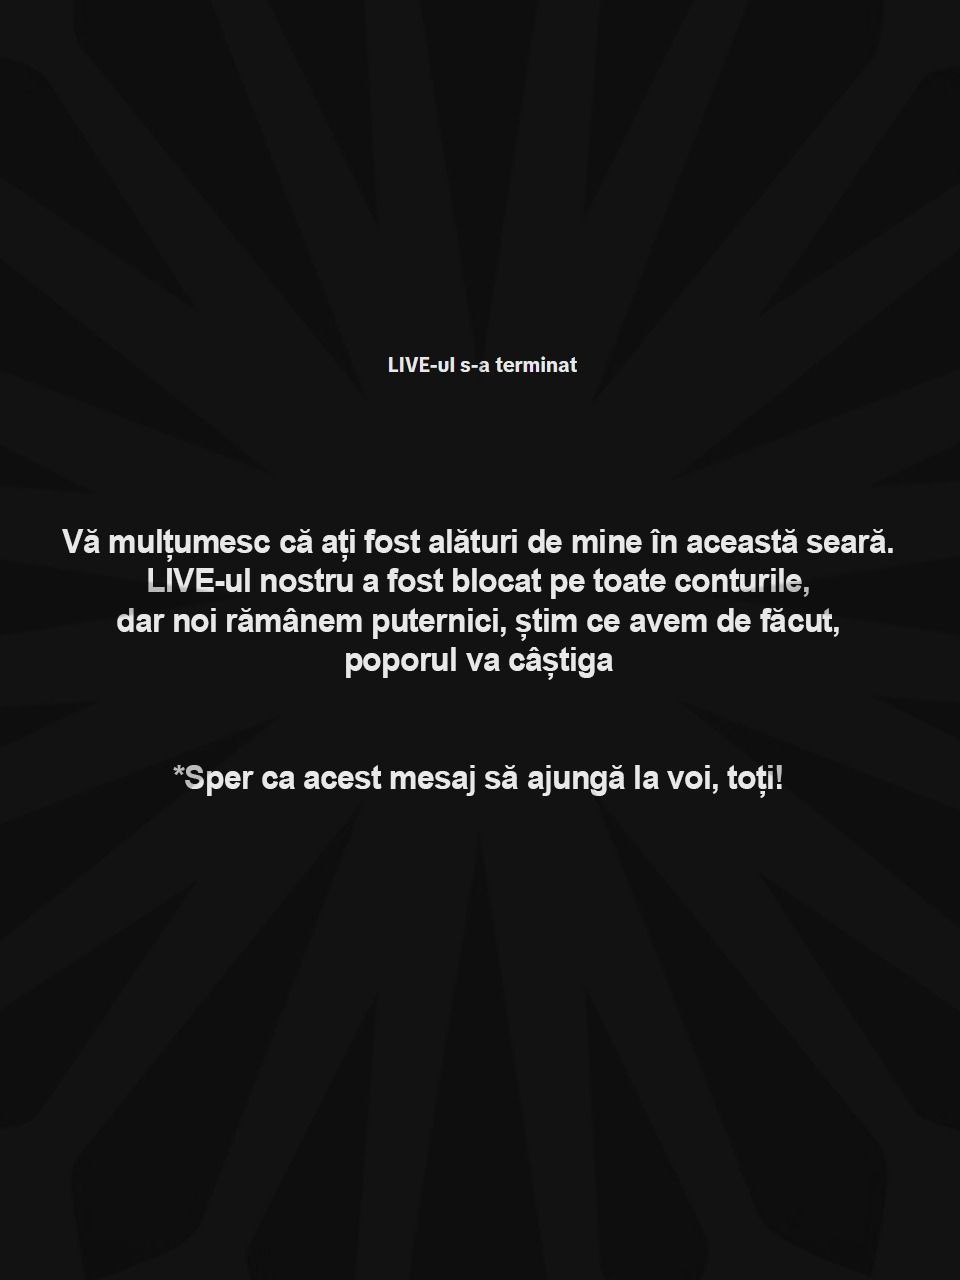 LIVE-ul s-a terminat
Vă mulțumesc că ați fost alături de mine în această seară.
LIVE-ul nostru a fost blocat pe toate conturile,
dar noi rămânem puternici, știm ce avem de făcut,
poporul va câștiga
*Sper ca acest mesaj să ajungă la voi, toți!